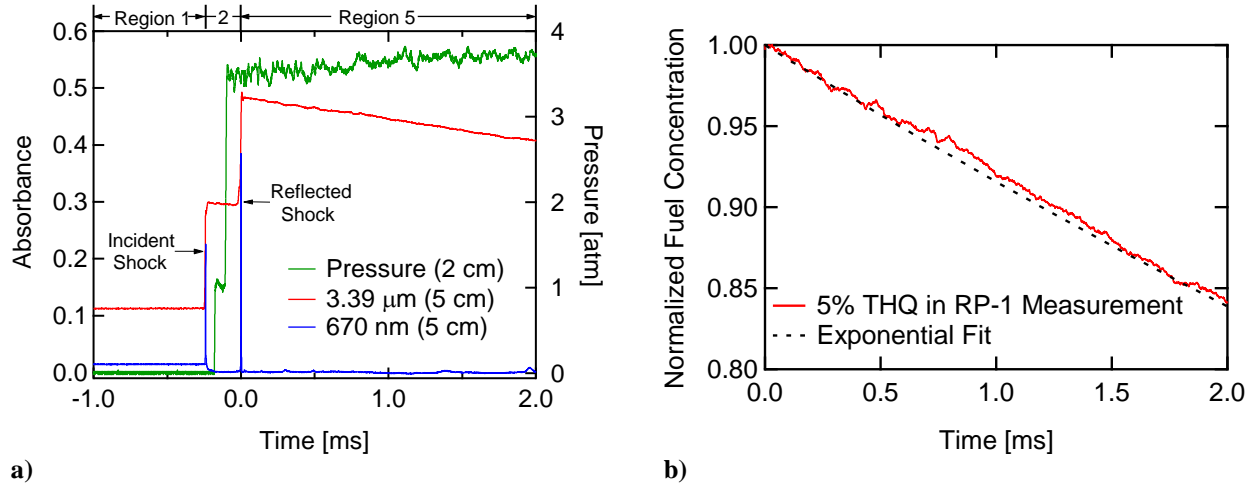 Region 1
2
Region 5
0.6
0.5
0.4
0.3
0.2
0.1
0.0
Absorbance
4
3
2
1
0
Pressure [atm]
Incident
Shock
Reflected
Shock
Pressure (2 cm)
3.39 μm (5 cm)
670 nm (5 cm)
-1.0
0.0
1.0
2.0
Time [ms]
a)
1.00
0.95
0.90
0.85
0.80
Normalized Fuel Concentration
5% THQ in RP-1 Measurement
Exponential Fit
0.0
0.5
1.0
1.5
2.0
Time [ms]
b)